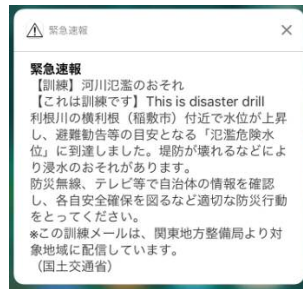 緊急速報
緊急速報
【訓練】河川氾濫のおそれ
【これは訓練です】This is disaster drill
利根川の横利根（稲敷市）付近で水位が上昇
し、避難勧告等の目安となる「氾濫危険水
位」に到達しました。堤防が壊れるなどによ
り浸水のおそれがあります。
防災無線、テレビ等で自治体の情報を確認
し、各自安全確保を図るなど適切な防災行動
をとってください。
※この訓練メールは、関東地方整備局より対
象地域に配信しています。
（国土交通省）